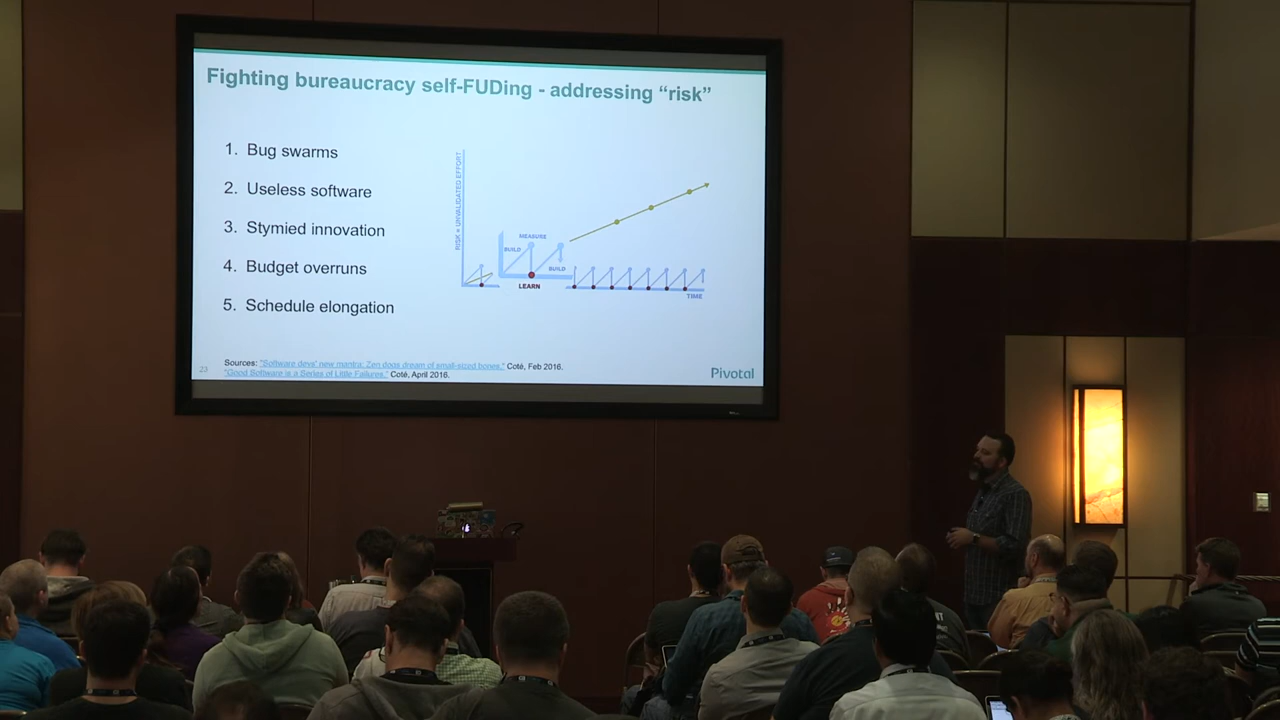 Fighting bureaucracy self-FUDing - addressing “risk”
1. Bug swarms
2. Useless software
3. Stymied innovation
4. Budget overruns
5. Schedule elongation
RISK = UNVALIDATED EFFORT
MEASURE
BUILD
BUILD
LEARN
TIME
Sources: "Software devs' new mantra: Zen dogs dream of small-sized bones," Coté, Feb 2016.
"Good Software is a Series of Little Failures," Coté, April 2016.
23
Pivotal